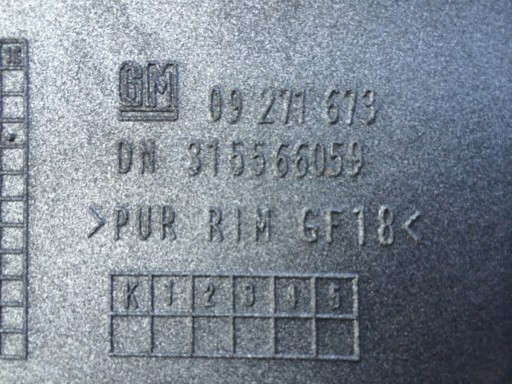 GM 09 271 673
DN 315566059
>PUR RIM GF18<
K 1 2 3 4 5